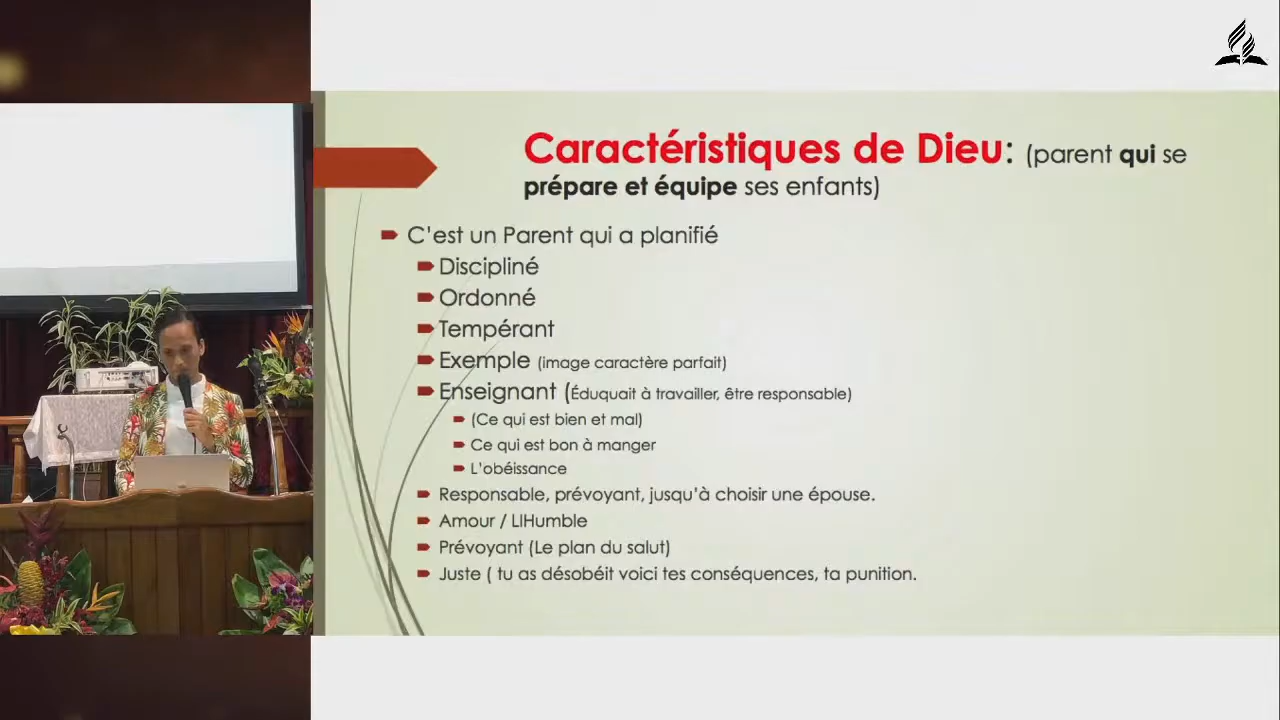 Caractéristiques de Dieu: (parent qui se
prépare et équipe ses enfants)
C'est un Parent qui a planifié
Discipliné
Ordonné
Tempérant
Exemple (image caractère parfait)
Enseignant (Éduquait à travailler, être responsable)
(Ce qui est bien et mal)
Ce qui est bon à manger
L'obéissance
Responsable, prévoyant, jusqu'à choisir une épouse.
Amour / LIHumble
Prévoyant (Le plan du salut)
Juste ( tu as désobéit voici tes conséquences, ta punition.